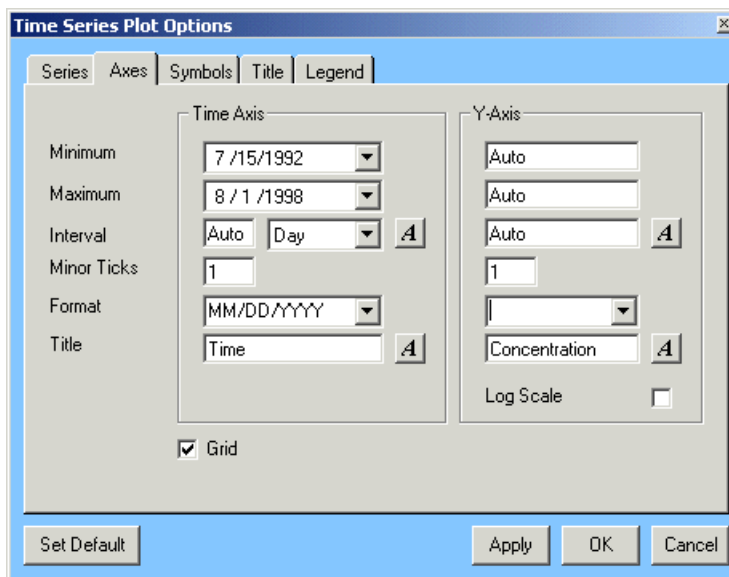 Time Series Plot Options
Series Axes Symbols Title Legend
Time Axis Y-Axis
Minimum 7 /15/1992 Auto
Maximum 8 / 1 /1998 Auto
Interval Auto Day A Auto A
Minor Ticks 1 1
Format MM/DD/YYYY
Title Time A Concentration A
Log Scale
Grid
Set Default Apply OK Cancel